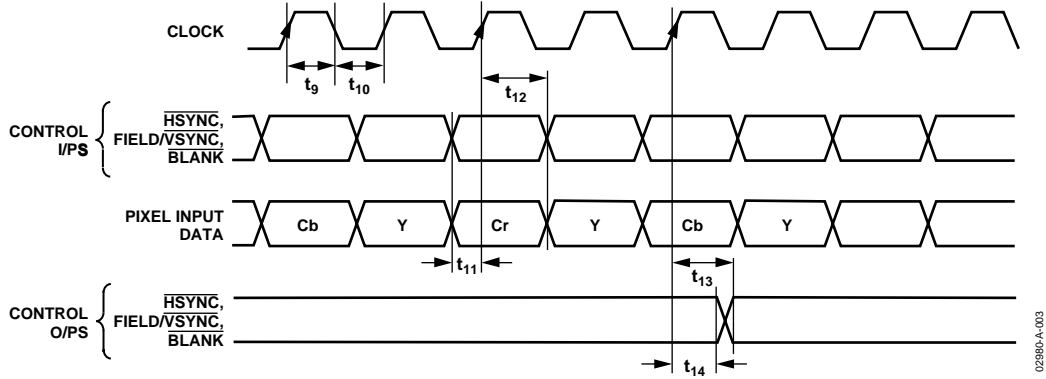 CLOCK
t9
t10
t12
CONTROL
I/PS
HSYNC,
FIELD/VSYNC,
BLANK
PIXEL INPUT
DATA
Cb
Y
Cr
Y
Cb
Y
t11
t13
CONTROL
O/PS
HSYNC,
FIELD/VSYNC,
BLANK
t14
02980-A-003